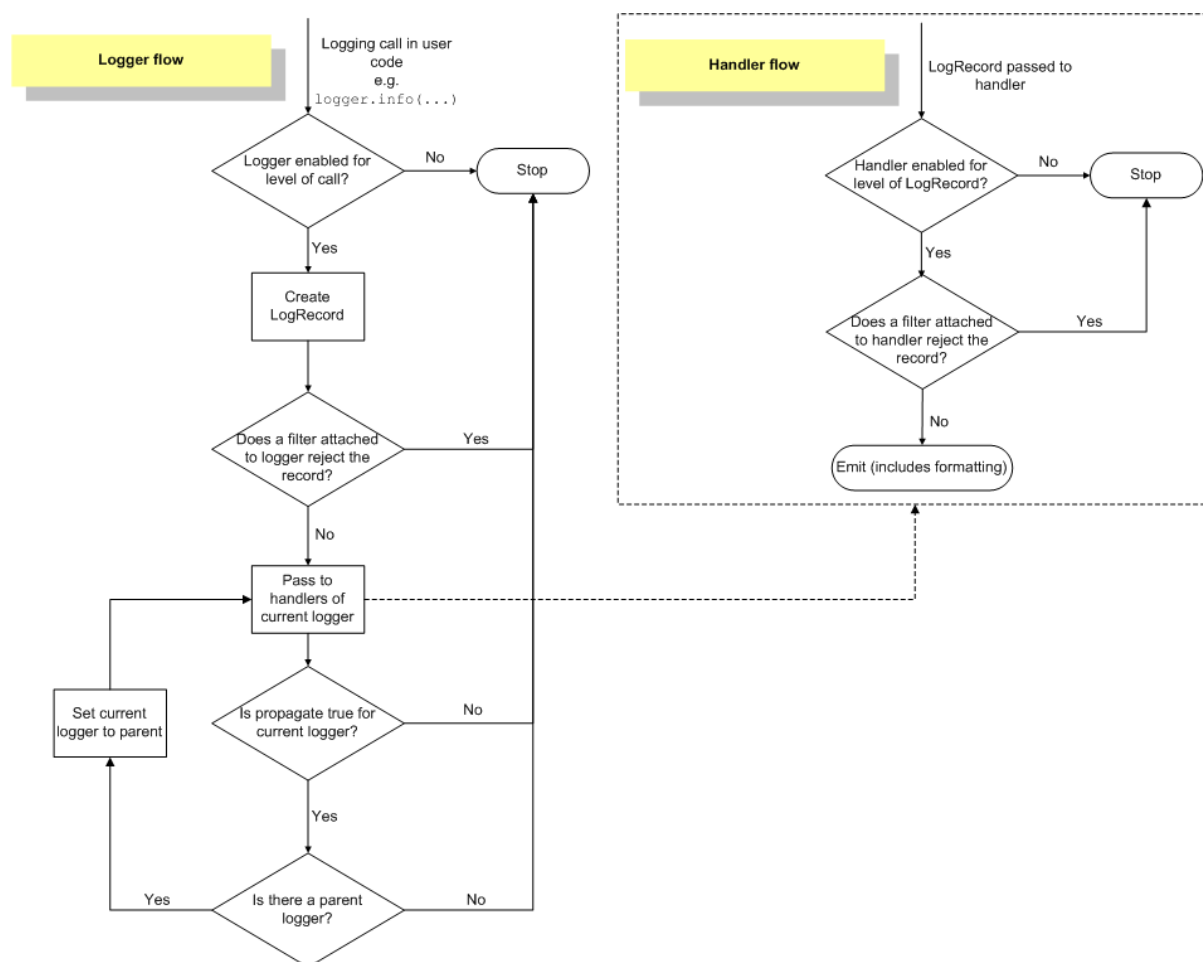 Logger flow
Logging call in user
code
e.g.
logger.info(...)
Logger enabled for
level of call?
No
Stop
Yes
Create
LogRecord
Does a filter attached
to logger reject the
record?
Yes
No
Pass to
handlers of
current logger
Set current
logger to parent
Is propagate true for
current logger?
No
Yes
Is there a parent
logger?
Yes
No
Handler flow
LogRecord passed to
handler
Handler enabled for
level of LogRecord?
No
Stop
Yes
Does a filter attached
to handler reject the
record?
Yes
No
Emit (includes formatting)